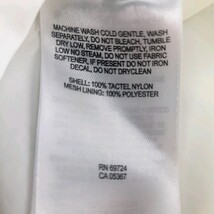 MACHINE WASH COLD GENTLE, WASH
SEPARATELY, DO NOT BLEACH, TUMBLE
DRY LOW, REMOVE PROMPTLY, IRON
LOW NO STEAM, DO NOT USE FABRIC
SOFTENER, IF PRESENT DO NOT IRON
DECAL, DO NOT DRYCLEAN
SHELL: 100% TACTEL NYLON
MESH LINING: 100% POLYESTER
RN 69724
CA 05367